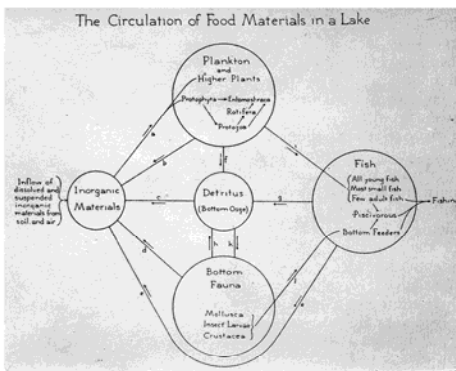 The Circulation of Food Materials in a Lake
Plankton
and
Higher Plants
Protophyta
Entomostraca
Rotifera
Protozoa
a
b
f
i
Inflow of
dissolved and
suspended
inorganic
materials from
soil, and air
Inorganic
Materials
c
Detritus
(Bottom Ooze)
g
Fish
All young fish
Most small fish
Few adult fish
Piscivorous
Bottom Feeders
Fishing
d
h
k
e
Bottom
Fauna
Mollusca
Insect Larvae
Crustacea